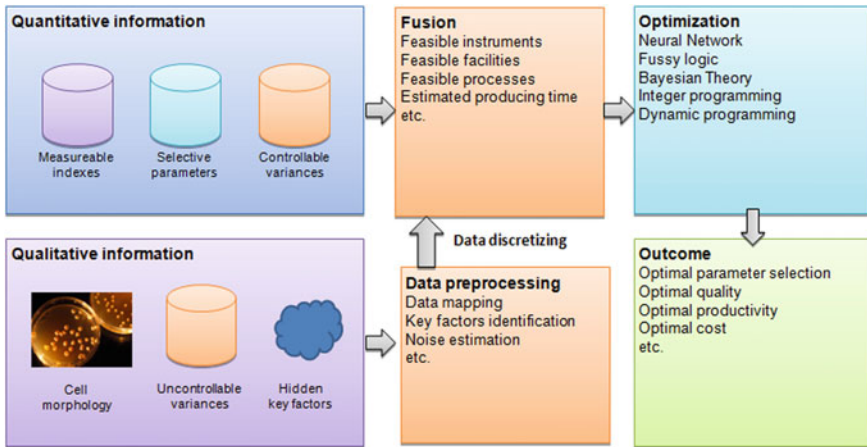 Quantitative information
Measureable
indexes
Selective
parameters
Controllable
variances
Fusion
Feasible instruments
Feasible facilities
Feasible processes
Estimated producing time
etc.
Optimization
Neural Network
Fussy logic
Bayesian Theory
Integer programming
Dynamic programming
Qualitative information
Cell
morphology
Uncontrollable
variances
Hidden
key factors
Data discretizing
Data preprocessing
Data mapping
Key factors identification
Noise estimation
etc.
Outcome
Optimal parameter selection
Optimal quality
Optimal productivity
Optimal cost
etc.